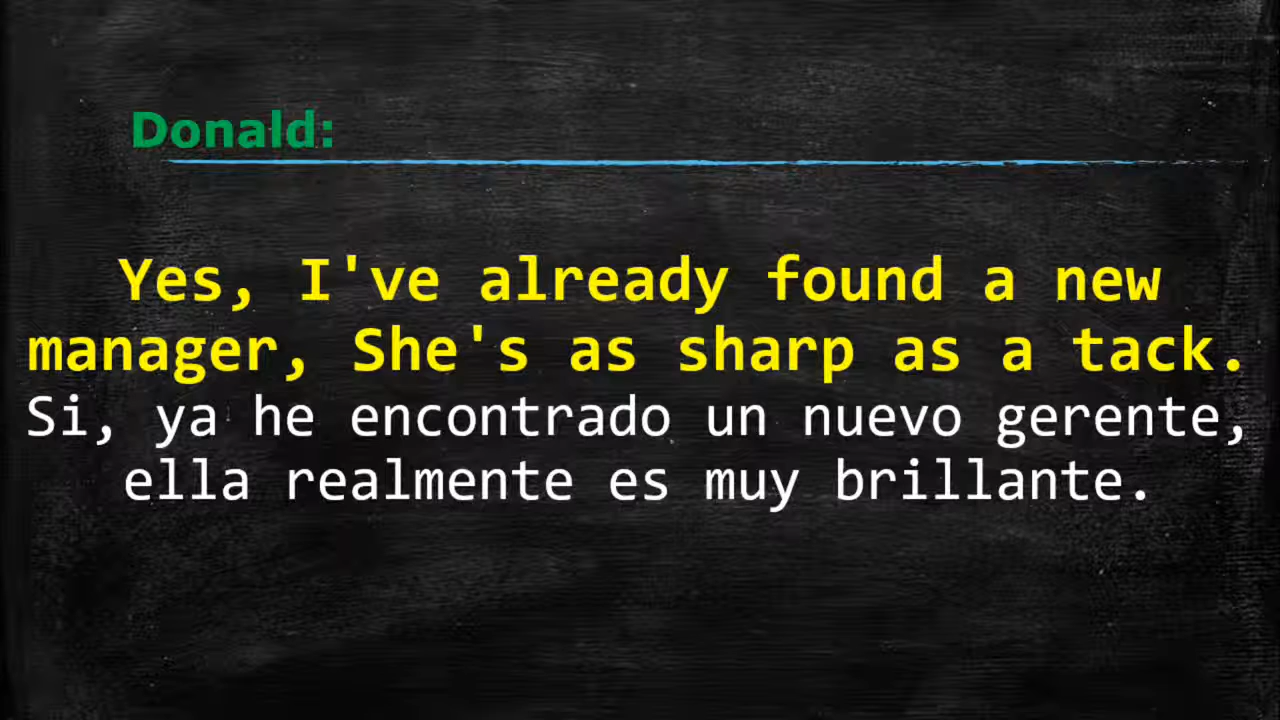 Donald:
Yes, I've already found a new
manager, She's as sharp as a tack.
Si, ya he encontrado un nuevo gerente,
ella realmente es muy brillante.